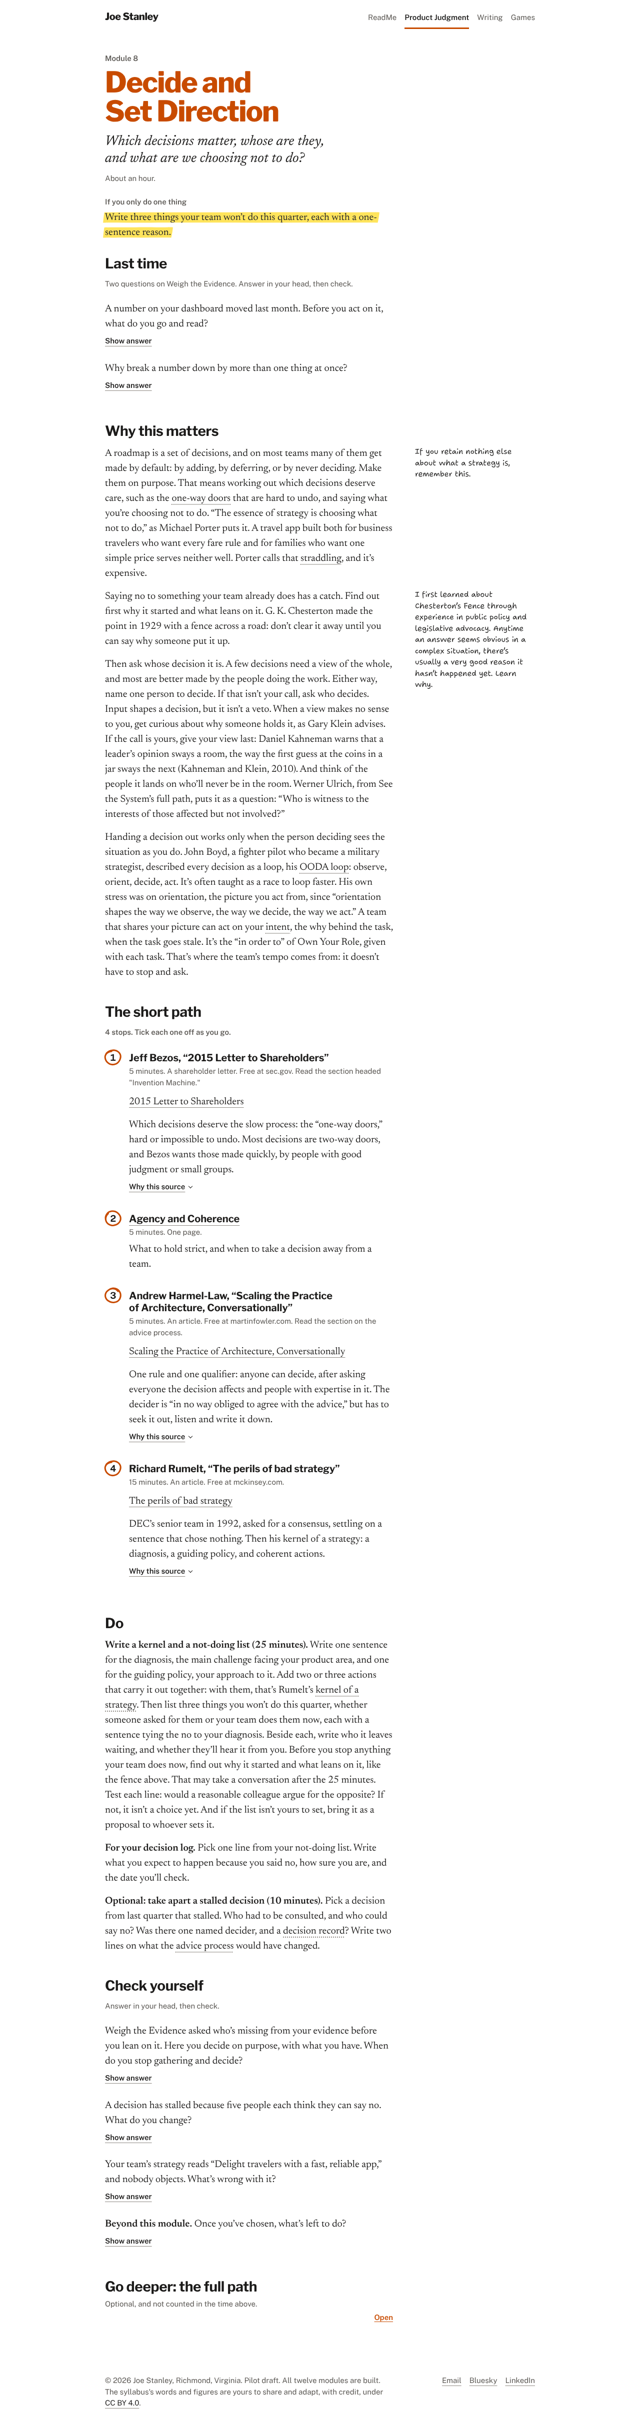 Joe Stanley
ReadMe Product Judgment Writing Games
Module 8
Decide and
Set Direction
Which decisions matter, whose are they,
and what are we choosing not to do?
About an hour.
If you only do one thing
Write three things your team won't do this quarter, each with a one-
sentence reason.
Last time
Two questions on Weigh the Evidence. Answer in your head, then check.
A number on your dashboard moved last month. Before you act on it,
what do you go and read?
Show answer
Why break a number down by more than one thing at once?
Show answer
Why this matters
A roadmap is a set of decisions, and on most teams many of them get
made by default: by adding, by deferring, or by never deciding. Make
them on purpose. That means working out which decisions deserve
care, such as the one-way doors that are hard to undo, and saying what
you're choosing not to do. “The essence of strategy is choosing what
not to do,” as Michael Porter puts it. A travel app built both for business
travelers who want every fare rule and for families who want one
simple price serves neither well. Porter calls that straddling, and it's
expensive.
If you retain nothing else
about what a strategy is,
remember this.
Saying no to something your team already does has a catch. Find out
first why it started and what leans on it. G. K. Chesterton made the
point in 1929 with a fence across a road: don't clear it away until you
can say why someone put it up.
I first learned about
Chesterton's Fence through
experience in public policy and
legislative advocacy. Anytime
an answer seems obvious in a
complex situation, there's
usually a very good reason it
hasn't happened yet. Learn
why.
Then ask whose decision it is. A few decisions need a view of the whole,
and most are better made by the people doing the work. Either way,
name one person to decide. If that isn't your call, ask who decides.
Input shapes a decision, but it isn't a veto. When a view makes no sense
to you, get curious about why someone holds it, as Gary Klein advises.
If the call is yours, give your view last: Daniel Kahneman warns that a
leader's opinion sways a room, the way the first guess at the coins in a
jar sways the next (Kahneman and Klein, 2010). And think of the
people it lands on who'll never be in the room. Werner Ulrich, from See
the System's full path, puts it as a question: “Who is witness to the
interests of those affected but not involved?”
Handing a decision out works only when the person deciding sees the
situation as you do. John Boyd, a fighter pilot who became a military
strategist, described every decision as a loop, his OODA loop: observe,
orient, decide, act. It's often taught as a race to loop faster. His own
stress was on orientation, the picture you act from, since “orientation
shapes the way we observe, the way we decide, the way we act.” A team
that shares your picture can act on your intent, the why behind the task,
when the task goes stale. It's the “in order to” of Own Your Role, given
with each task. That's where the team's tempo comes from: it doesn't
have to stop and ask.
The short path
4 stops. Tick each one off as you go.
1 Jeff Bezos, “2015 Letter to Shareholders”
5 minutes. A shareholder letter. Free at sec.gov. Read the section headed
"Invention Machine."
2015 Letter to Shareholders
Which decisions deserve the slow process: the “one-way doors,”
hard or impossible to undo. Most decisions are two-way doors,
and Bezos wants those made quickly, by people with good
judgment or small groups.
Why this source
2 Agency and Coherence
5 minutes. One page.
What to hold strict, and when to take a decision away from a
team.
3 Andrew Harmel-Law, “Scaling the Practice
of Architecture, Conversationally”
5 minutes. An article. Free at martinfowler.com. Read the section on the
advice process.
Scaling the Practice of Architecture, Conversationally
One rule and one qualifier: anyone can decide, after asking
everyone the decision affects and people with expertise in it. The
decider is “in no way obliged to agree with the advice,” but has to
seek it out, listen and write it down.
Why this source
4 Richard Rumelt, “The perils of bad strategy”
15 minutes. An article. Free at mckinsey.com.
The perils of bad strategy
DEC's senior team in 1992, asked for a consensus, settling on a
sentence that chose nothing. Then his kernel of a strategy: a
diagnosis, a guiding policy, and coherent actions.
Why this source
Do
Write a kernel and a not-doing list (25 minutes). Write one sentence
for the diagnosis, the main challenge facing your product area, and one
for the guiding policy, your approach to it. Add two or three actions
that carry it out together: with them, that's Rumelt's kernel of a
strategy. Then list three things you won't do this quarter, whether
someone asked for them or your team does them now, each with a
sentence tying the no to your diagnosis. Beside each, write who it leaves
waiting, and whether they'll hear it from you. Before you stop anything
your team does now, find out why it started and what leans on it, like
the fence above. That may take a conversation after the 25 minutes.
Test each line: would a reasonable colleague argue for the opposite? If
not, it isn't a choice yet. And if the list isn't yours to set, bring it as a
proposal to whoever sets it.
For your decision log. Pick one line from your not-doing list. Write
what you expect to happen because you said no, how sure you are, and
the date you'll check.
Optional: take apart a stalled decision (10 minutes). Pick a decision
from last quarter that stalled. Who had to be consulted, and who could
say no? Was there one named decider, and a decision record? Write two
lines on what the advice process would have changed.
Check yourself
Answer in your head, then check.
Weigh the Evidence asked who's missing from your evidence before
you lean on it. Here you decide on purpose, with what you have. When
do you stop gathering and decide?
Show answer
A decision has stalled because five people each think they can say no.
What do you change?
Show answer
Your team's strategy reads “Delight travelers with a fast, reliable app,”
and nobody objects. What's wrong with it?
Show answer
Beyond this module. Once you've chosen, what's left to do?
Show answer
Go deeper: the full path
Optional, and not counted in the time above.
Open
© 2026 Joe Stanley, Richmond, Virginia. Pilot draft. All twelve modules are built.
The syllabus's words and figures are yours to share and adapt, with credit, under
CC BY 4.0.
Email Bluesky LinkedIn